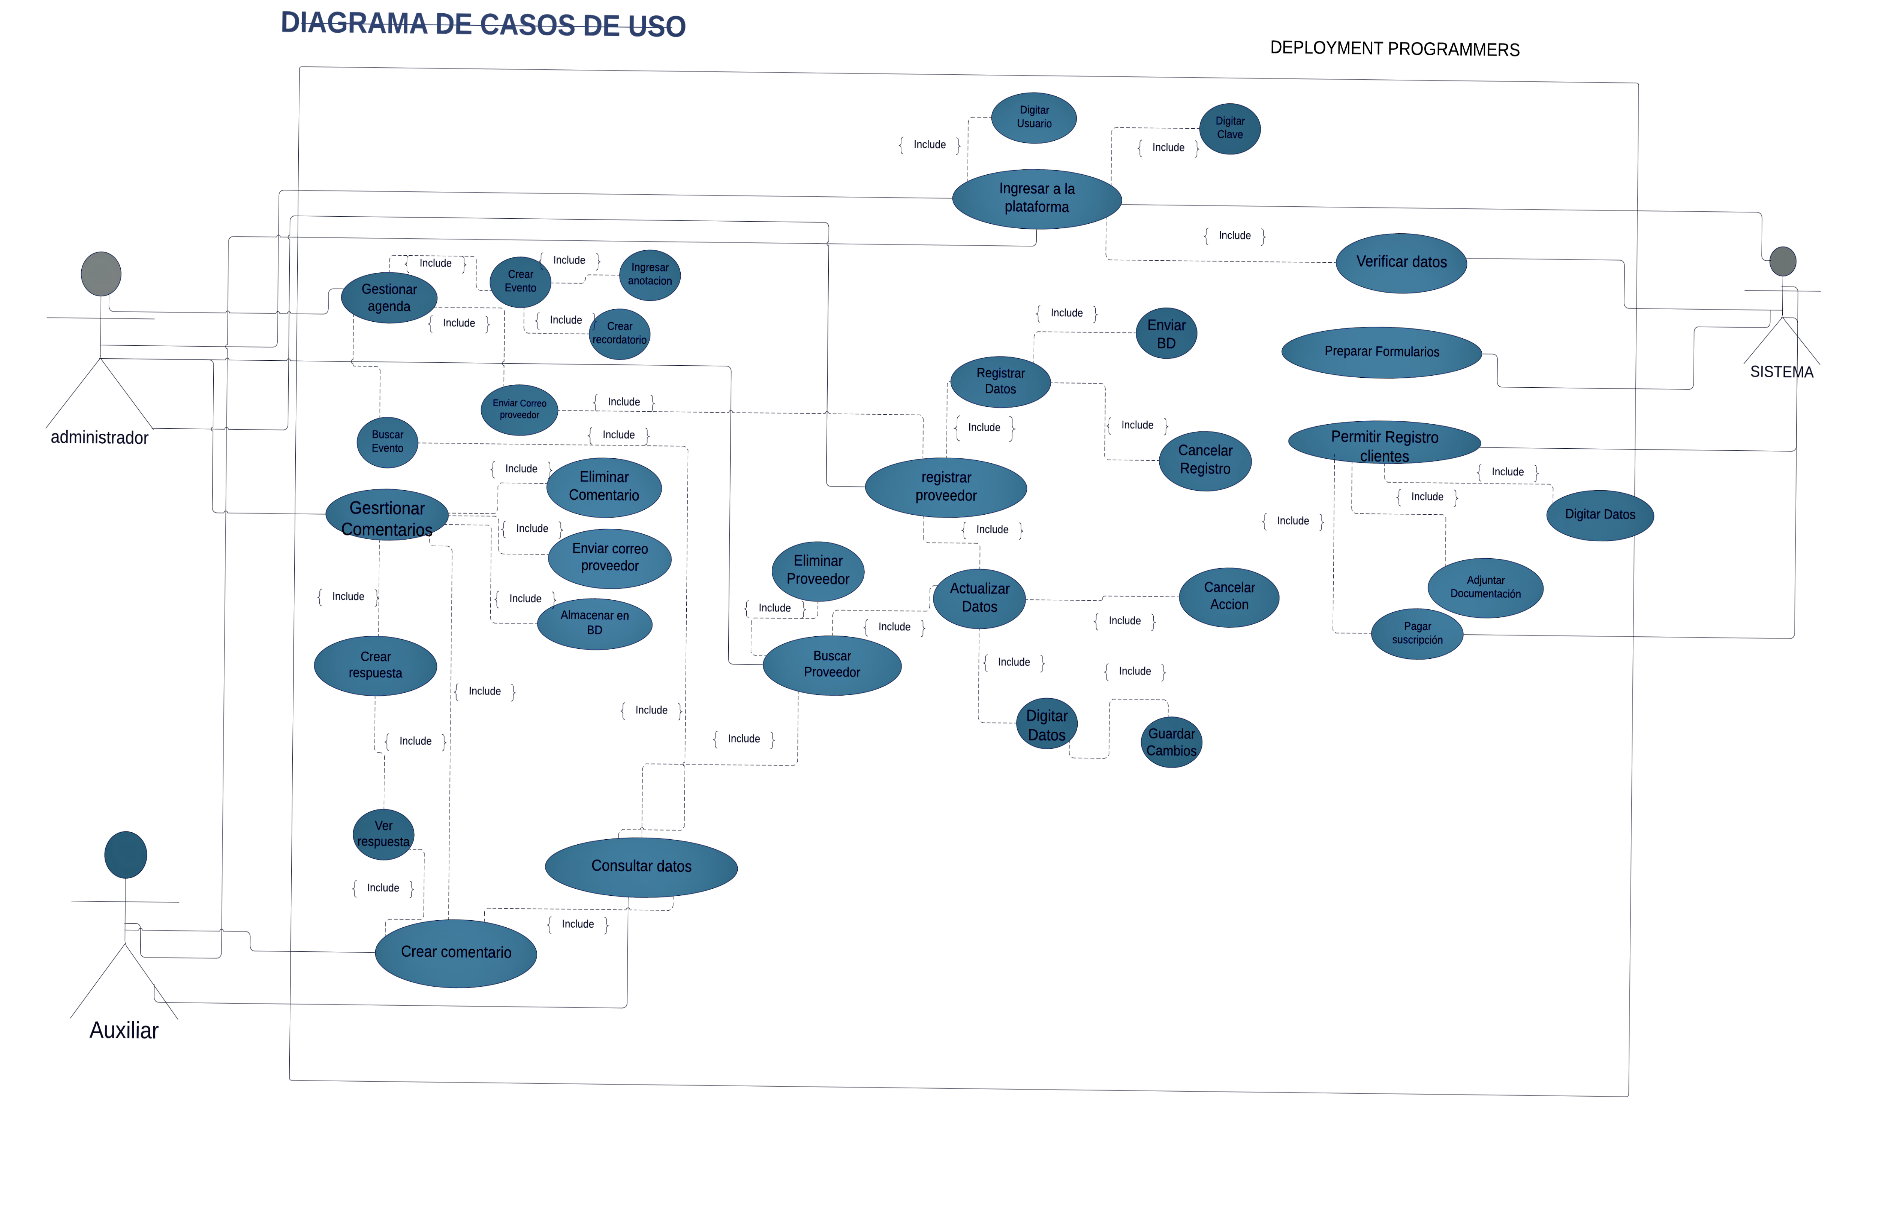 DIAGRAMA DE CASOS DE USO
DEPLOYMENT PROGRAMMERS
Digitar
Usuario
Digitar
Clave
{ Include }
{ Include }
Ingresar a la
plataforma
{ Include }
Verificar datos
{ Include }
{ Include }
Crear
Evento
Ingresar
anotacion
Gestionar
agenda
{ Include }
{ Include }
Crear
recordatorio
{ Include }
Enviar
BD
Preparar Formularios
SISTEMA
Registrar
Datos
Enviar Correo
proveedor
{ Include }
{ Include }
{ Include }
{ Include }
administrador
Buscar
Evento
Permitir Registro
clientes
Cancelar
Registro
{ Include }
{ Include }
{ Include }
Eliminar
Comentario
registrar
proveedor
Gesrtionar
Comentarios
Digitar Datos
{ Include }
{ Include }
{ Include }
Enviar correo
proveedor
Eliminar
Proveedor
Adjuntar
Documentación
Actualizar
Datos
Cancelar
Accion
{ Include }
{ Include }
{ Include }
Almacenar en
BD
{ Include }
{ Include }
Pagar
suscripción
Crear
respuesta
Buscar
Proveedor
{ Include }
{ Include }
{ Include }
{ Include }
Digitar
Datos
Guardar
Cambios
{ Include }
{ Include }
Ver
respuesta
Consultar datos
{ Include }
{ Include }
Crear comentario
Auxiliar